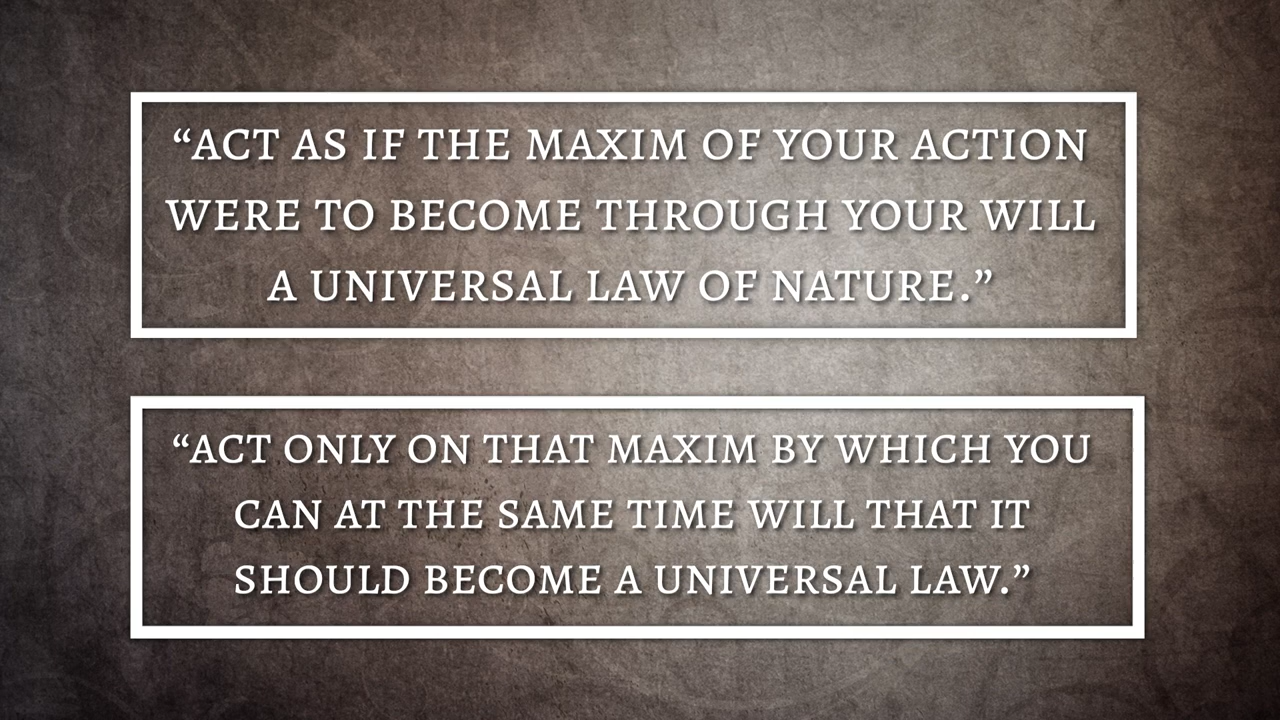 “ACT AS IF THE MAXIM OF YOUR ACTION
WERE TO BECOME THROUGH YOUR WILL
A UNIVERSAL LAW OF NATURE.”
“ACT ONLY ON THAT MAXIM BY WHICH YOU
CAN AT THE SAME TIME WILL THAT IT
SHOULD BECOME A UNIVERSAL LAW.”